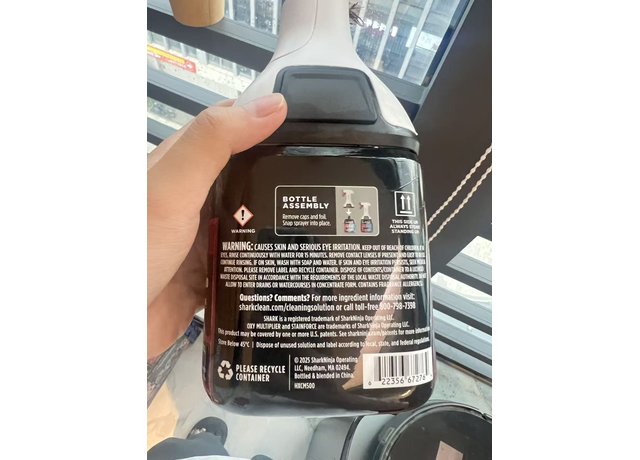 BOTTLE
ASSEMBLY
Remove caps and foil.
Snap sprayer into place.
WARNING
THIS SIDE UP
ALWAYS STORE
STANDING UP
WARNING: CAUSES SKIN AND SERIOUS EYE IRRITATION. KEEP OUT OF REACH OF CHILDREN. IF
EYES, RINSE CONTINUOUSLY WITH WATER FOR 15 MINUTES. REMOVE CONTACT LENSES IF PRESENT AND EASY TO DO SO.
CONTINUE RINSING. IF ON SKIN, WASH WITH SOAP AND WATER. IF SKIN AND EYE IRRITATION PERSISTS, SEEK
ATTENTION. PLEASE REMOVE LABEL AND RECYCLE CONTAINER. DISPOSE OF CONTENTS/CONTAINER TO A
WASTE DISPOSAL SITE IN ACCORDANCE WITH THE REQUIREMENTS OF THE LOCAL WASTE DISPOSAL AUTHORITY.
ALLOW TO ENTER DRAINS OR WATERCOURSES IN CONCENTRATE FORM. CONTAINS FRAGRANCE ALLERGENS.
Questions? Comments? For more ingredient information visit:
sharkclean.com/cleaningsolution or call toll-free 800-798-7398
SHARK is a registered trademark of SharkNinja Operating LLC.
OXY MULTIPLIER and STAINFORCE are trademarks of SharkNinja Operating LLC.
This product may be covered by one or more U.S. patents. See sharkninja.com/patents for more information.
Store Below 45°C | Dispose of unused solution and label according to local, state, and federal regulations.
PLEASE RECYCLE
CONTAINER
© 2025 SharkNinja Operating
LLC, Needham, MA 02494.
Bottled & blended in China.
HXCM500
6 22356 67276